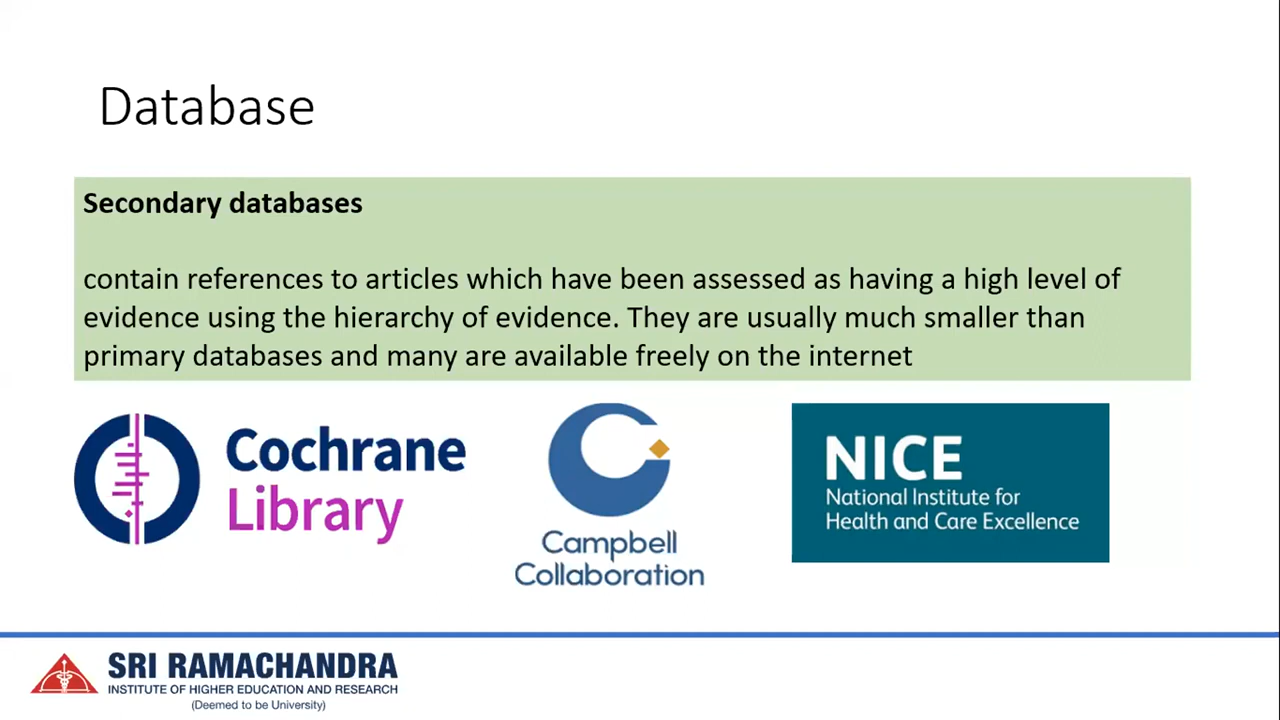 Database
Secondary databases
contain references to articles which have been assessed as having a high level of
evidence using the hierarchy of evidence. They are usually much smaller than
primary databases and many are available freely on the internet
Cochrane
Library
Campbell
Collaboration
NICE
National Institute for
Health and Care Excellence
SRI RAMACHANDRA
INSTITUTE OF HIGHER EDUCATION AND RESEARCH
(Deemed to be University)